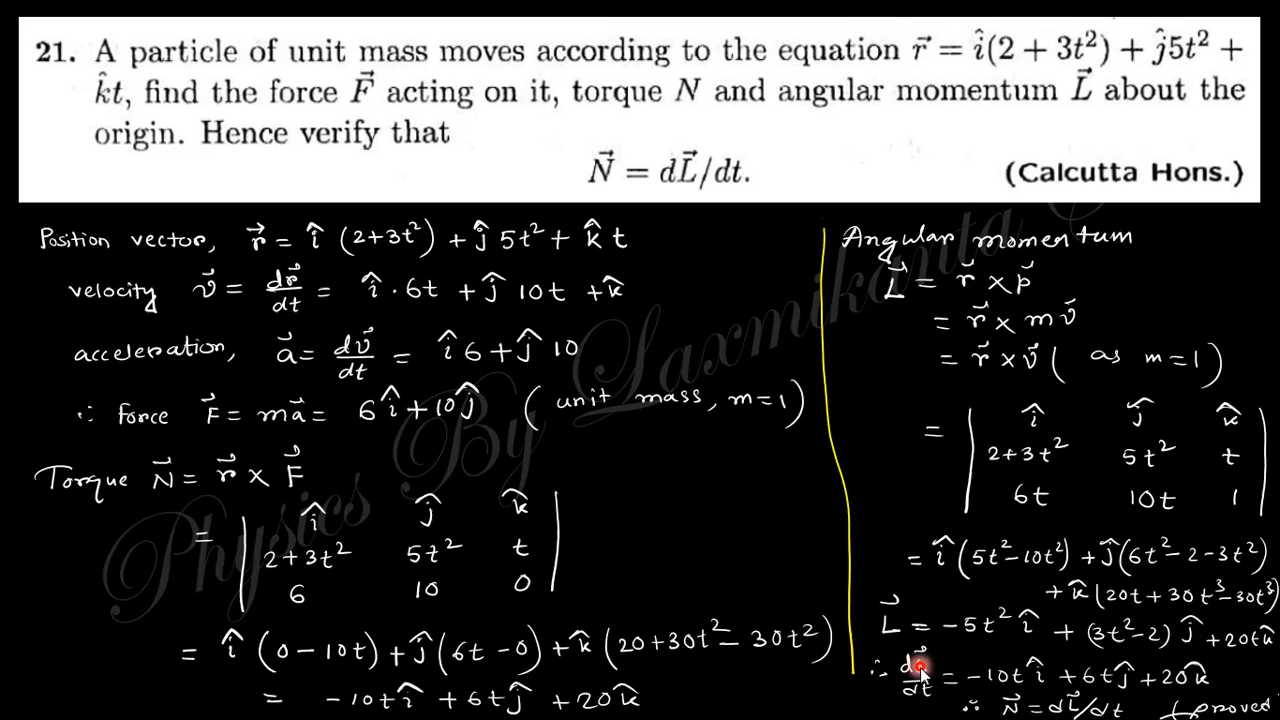 21. A particle of unit mass moves according to the equation r⃗ = î(2 + 3t²) + ĵ5t² +
k̂t, find the force F⃗ acting on it, torque N and angular momentum L⃗ about the
origin. Hence verify that
N⃗ = dL⃗/dt. (Calcutta Hons.)
Position vector, r⃗ = î (2+3t²) + ĵ 5t² + k̂ t
velocity v⃗ = dr⃗/dt = î · 6t + ĵ 10t + k̂
acceleration, a⃗ = dv⃗/dt = î 6 + ĵ 10
∴ force F⃗ = ma⃗ = 6î + 10ĵ (unit mass, m=1)
Torque N⃗ = r⃗ × F⃗
= | î ĵ k̂ |
| 2+3t² 5t² t |
| 6 10 0 |
= î (0 - 10t) + ĵ (6t - 0) + k̂ (20 + 30t² - 30t²)
= -10t î + 6t ĵ + 20 k̂
Angular momentum
L⃗ = r⃗ × p⃗
= r⃗ × m v⃗
= r⃗ × v⃗ (as m=1)
= | î ĵ k̂ |
| 2+3t² 5t² t |
| 6t 10t 1 |
= î (5t² - 10t²) + ĵ (6t² - 2 - 3t²)
+ k̂ (20t + 30t³ - 30t³)
L⃗ = -5t² î + (3t² - 2) ĵ + 20t k̂
∴ d /dt = -10t î + 6t ĵ + 20 k̂
∴ N⃗ = dL⃗/dt (proved
Physics By Laxmikanta